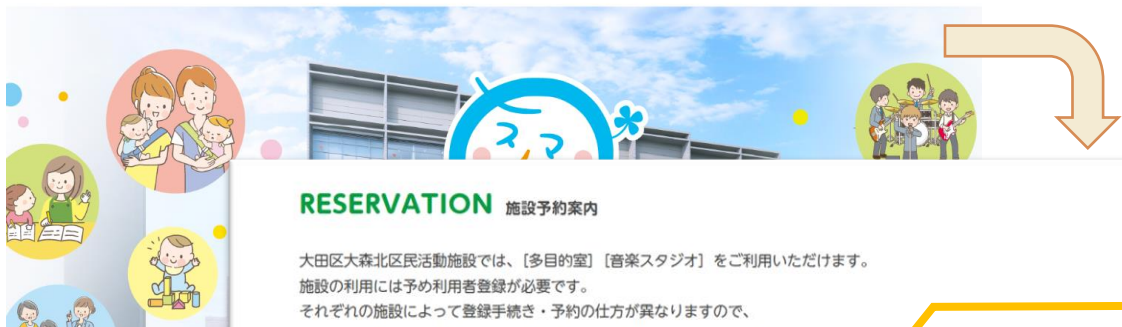 スマ
RESERVATION 施設予約案内
大田区大森北区民活動施設では、[多目的室] [音楽スタジオ] をご利用いただけます。
施設の利用には予め利用者登録が必要です。
それぞれの施設によって登録手続き・予約の仕方が異なりますので、